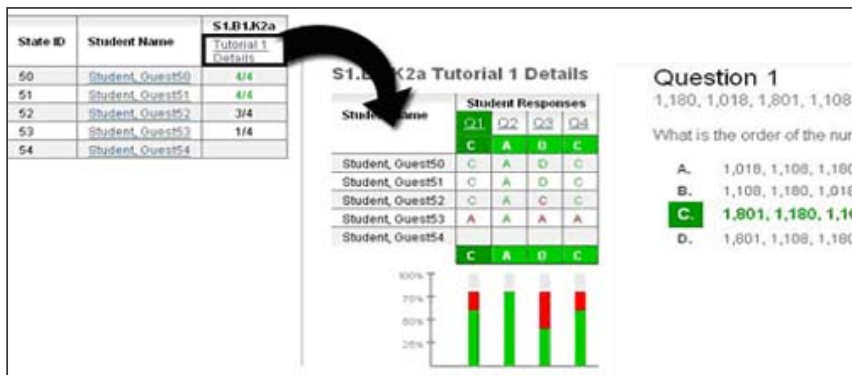 S1.B1.K2a
State ID Student Name Tutorial 1 Details
50 Student, Guest50 4/4
51 Student, Guest51 4/4
52 Student, Guest52 3/4
53 Student, Guest53 1/4
54 Student, Guest54
S1.B K2a Tutorial 1 Details
Stude Name Student Responses
Q1 Q2 Q3 Q4
C A D C
Student, Guest50 C A D C
Student, Guest51 C A D C
Student, Guest52 C A C C
Student, Guest53 A A A A
Student, Guest54
C A D C
100%
75%
50%
25%
Question 1
1,180, 1,018, 1,801, 1,108
What is the order of the nur
A. 1,018, 1,108, 1,180
B. 1,108, 1,180, 1,018
C. 1,801, 1,180, 1,10
D. 1,801, 1,108, 1,180